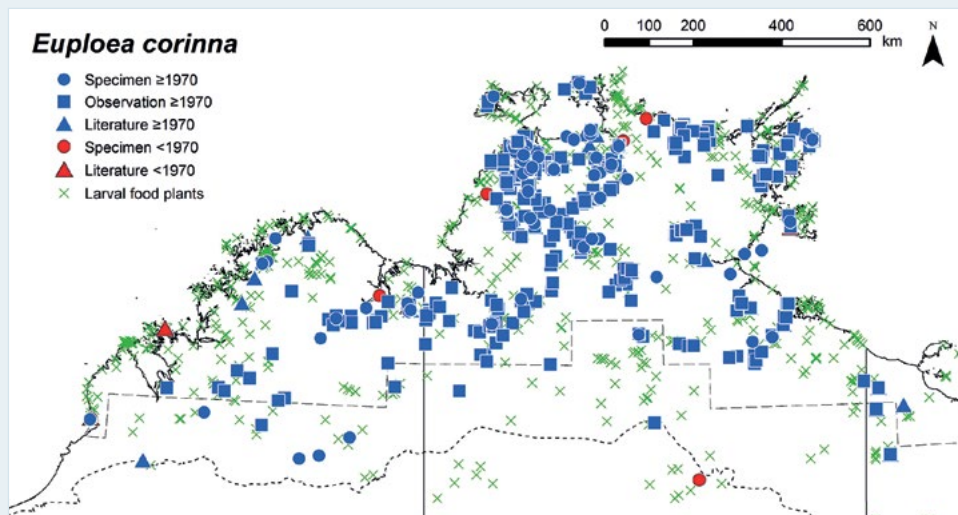 0 100 200 400 600
km
N
Euploea corinna
Specimen ≥1970
Observation ≥1970
Literature ≥1970
Specimen <1970
Literature <1970
Larval food plants